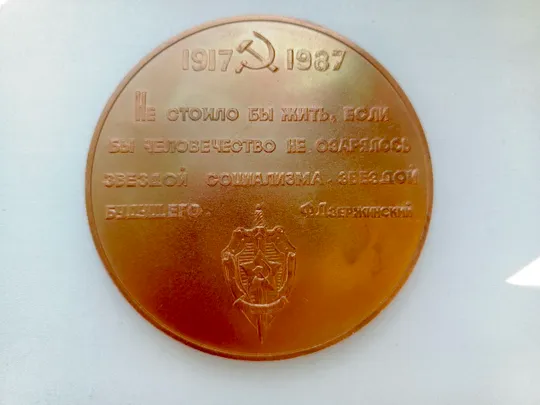 1917 1987
Не стоило бы жить, если
бы человечество не озарялось
звездой социализма. звездой
будущего. Ф.Дзержинский